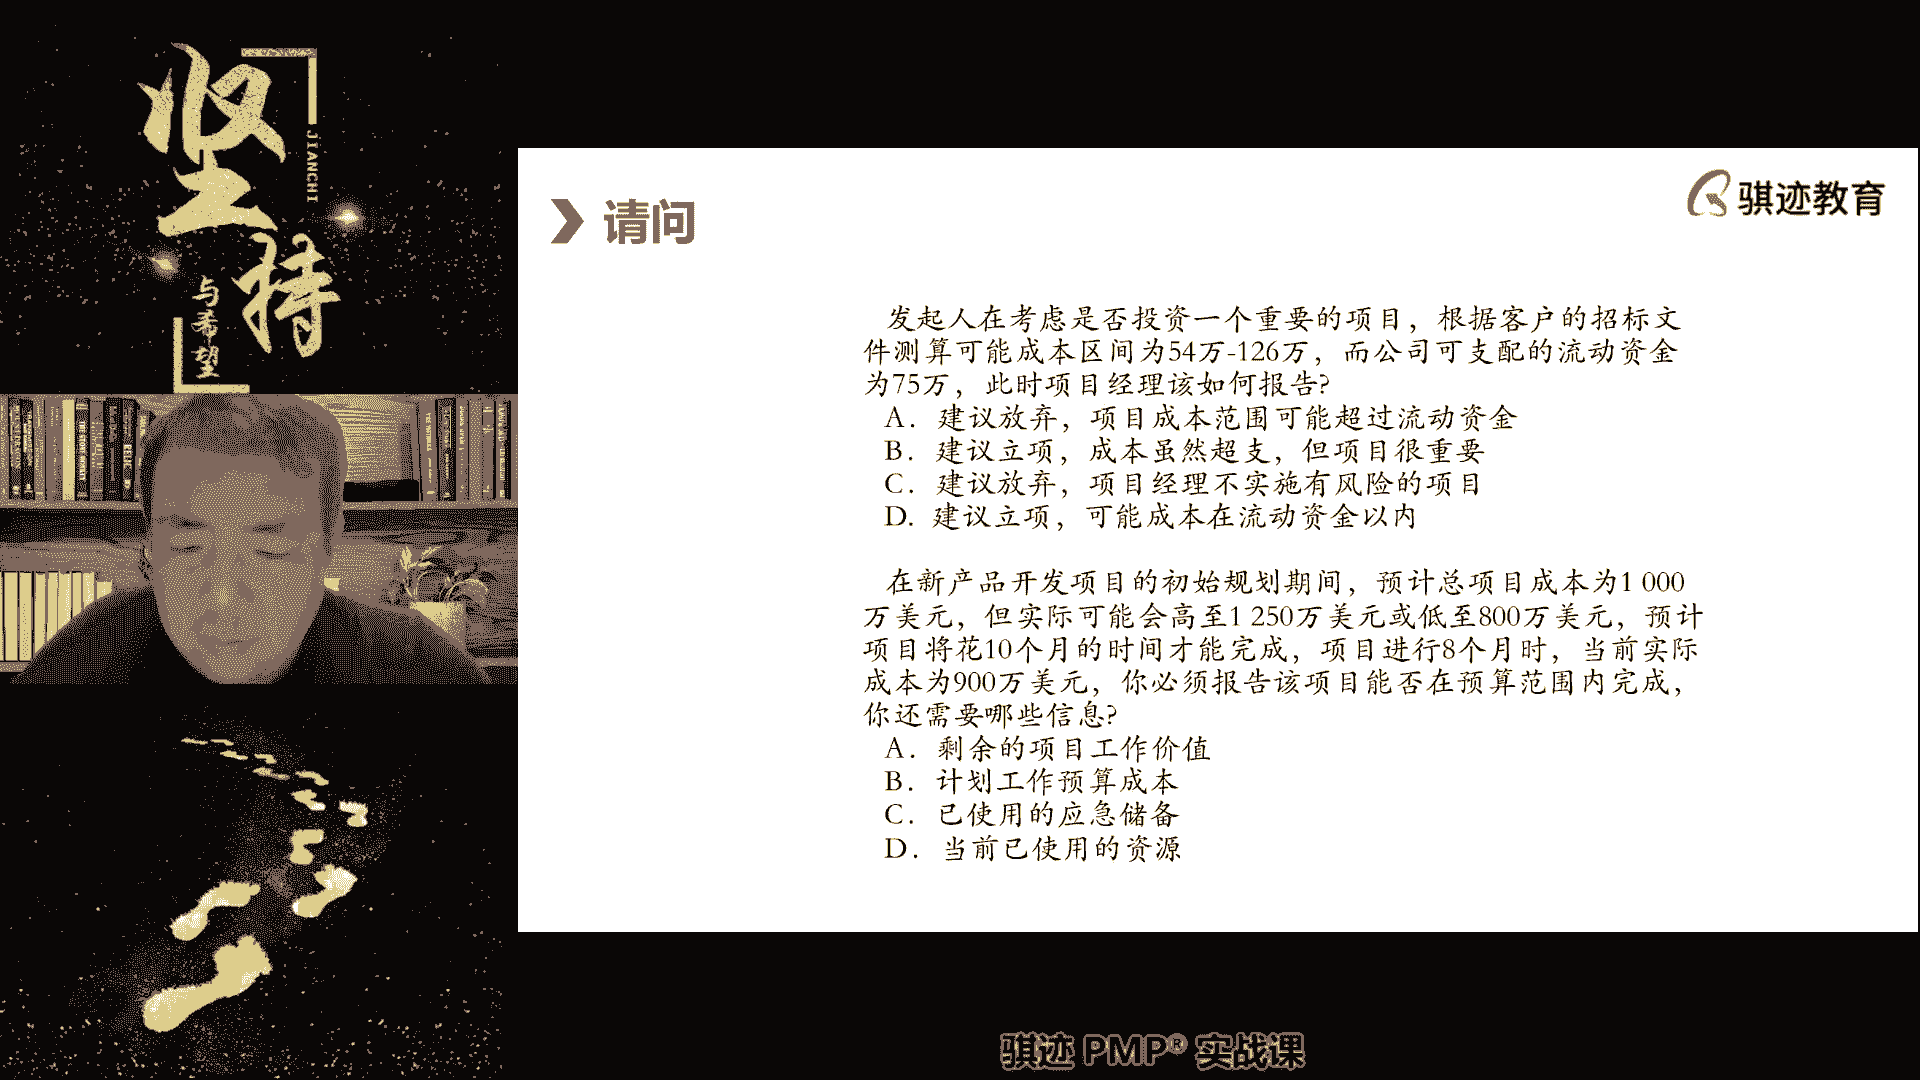 坚持
JIANCHI
与希望
请问
骐迹教育
发起人在考虑是否投资一个重要的项目，根据客户的招标文
件测算可能成本区间为54万-126万，而公司可支配的流动资金
为75万，此时项目经理该如何报告?
A. 建议放弃，项目成本范围可能超过流动资金
B. 建议立项，成本虽然超支，但项目很重要
C. 建议放弃，项目经理不实施有风险的项目
D. 建议立项，可能成本在流动资金以内
在新产品开发项目的初始规划期间，预计总项目成本为1 000
万美元，但实际可能会高至1 250万美元或低至800万美元，预计
项目将花10个月的时间才能完成，项目进行8个月时，当前实际
成本为900万美元，你必须报告该项目能否在预算范围内完成，
你还需要哪些信息?
A. 剩余的项目工作价值
B. 计划工作预算成本
C. 已使用的应急储备
D. 当前已使用的资源
骐迹 PMP® 实战课